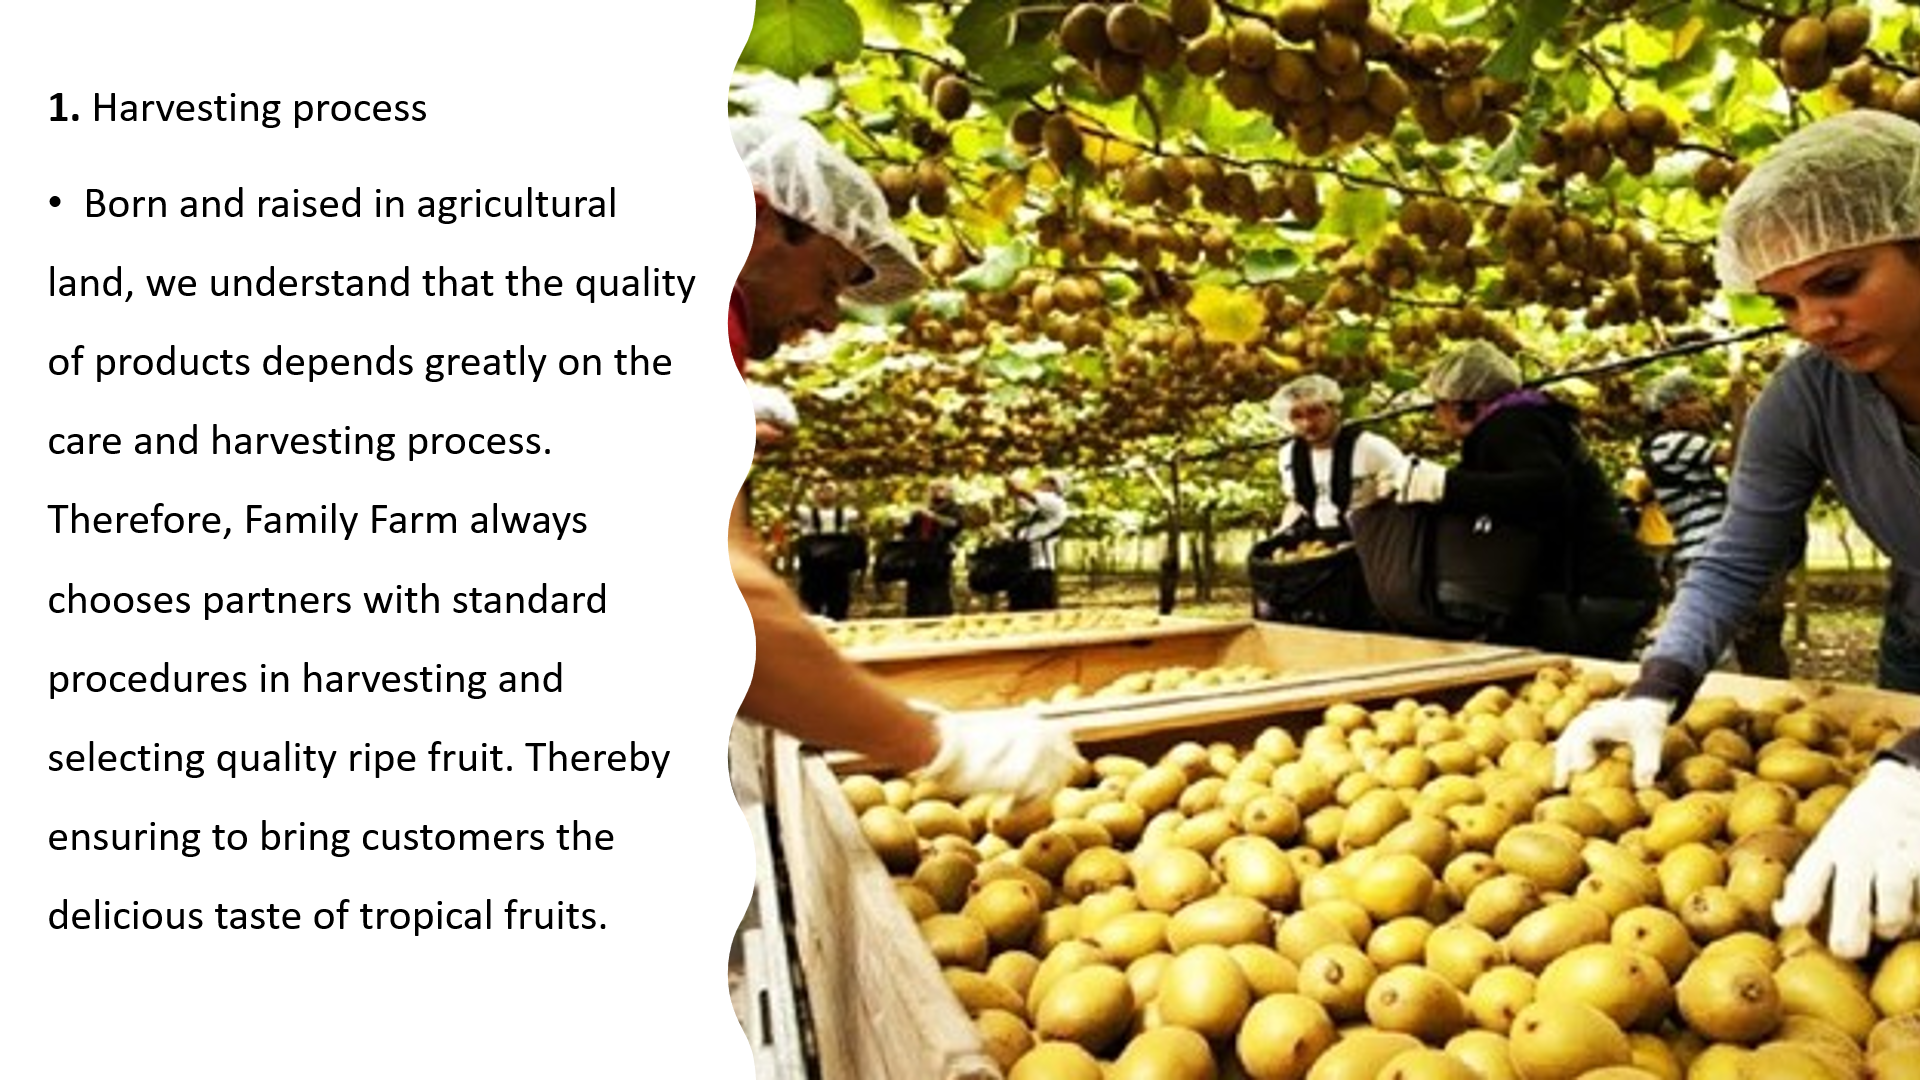 1. Harvesting process
• Born and raised in agricultural
land, we understand that the quality
of products depends greatly on the
care and harvesting process.
Therefore, Family Farm always
chooses partners with standard
procedures in harvesting and
selecting quality ripe fruit. Thereby
ensuring to bring customers the
delicious taste of tropical fruits.